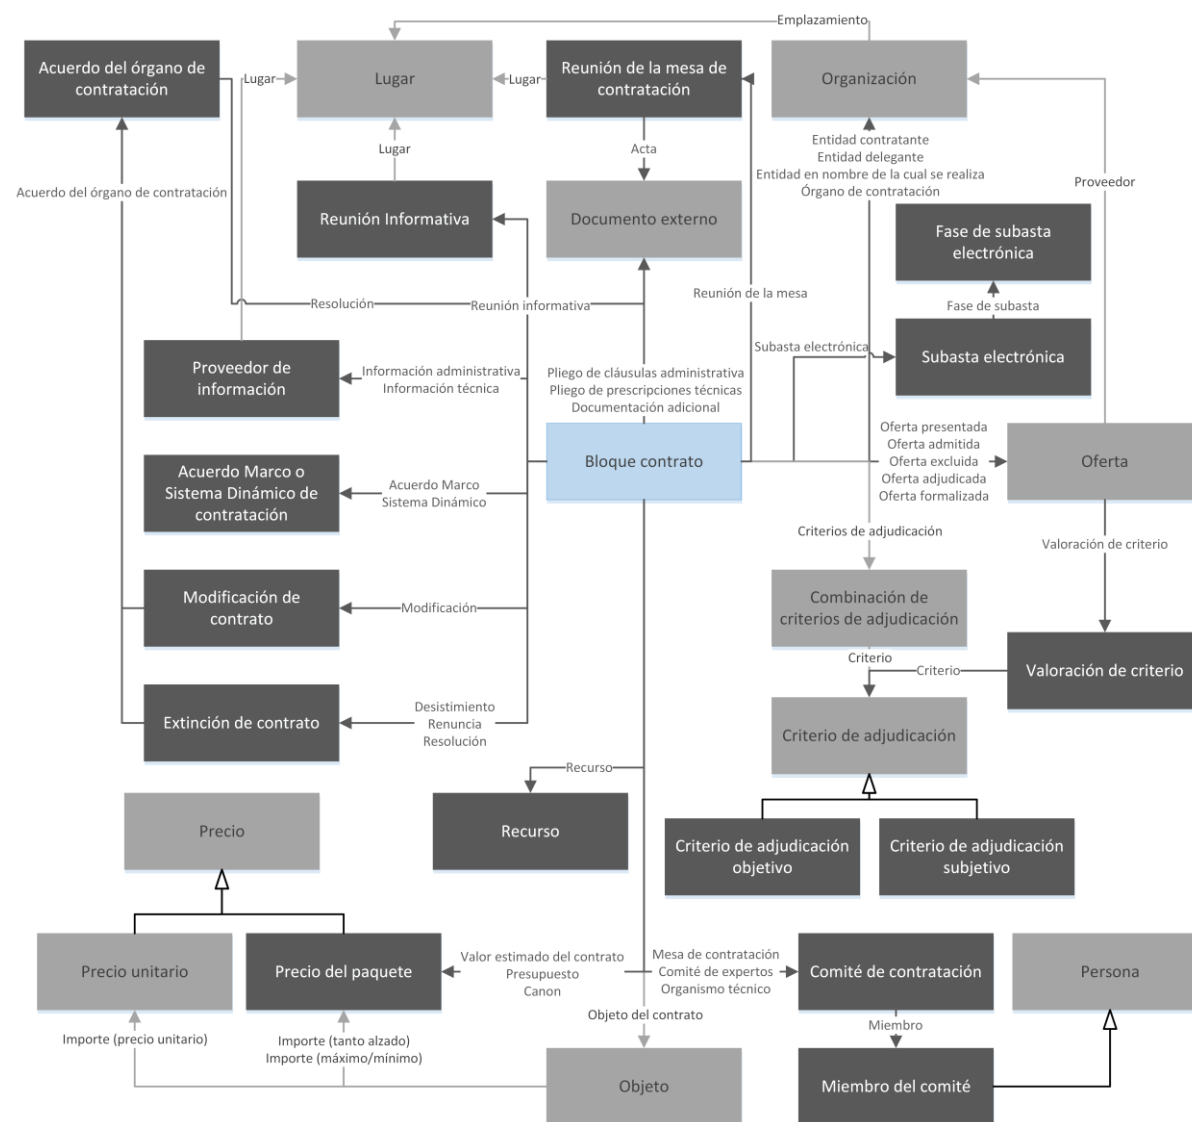 Emplazamiento
Acuerdo del órgano de
contratación
Lugar
Lugar
Lugar
Reunión de la mesa de
contratación
Organización
Lugar
Acta
Entidad contratante
Entidad delegante
Entidad en nombre de la cual se realiza
Órgano de contratación
Proveedor
Acuerdo del órgano de contratación
Reunión Informativa
Documento externo
Fase de subasta
electrónica
Resolución
Reunión informativa
Reunión de la mesa
Fase de subasta
Subasta electrónica
Subasta electrónica
Proveedor de
información
Información administrativa
Información técnica
Pliego de cláusulas administrativa
Pliego de prescripciones técnicas
Documentación adicional
Bloque contrato
Oferta presentada
Oferta admitida
Oferta excluida
Oferta adjudicada
Oferta formalizada
Oferta
Acuerdo Marco o
Sistema Dinámico de
contratación
Acuerdo Marco
Sistema Dinámico
Criterios de adjudicación
Valoración de criterio
Modificación de
contrato
Modificación
Combinación de
criterios de adjudicación
Criterio
Criterio
Valoración de criterio
Extinción de contrato
Desistimiento
Renuncia
Resolución
Criterio de adjudicación
Recurso
Recurso
Precio
Criterio de adjudicación
objetivo
Criterio de adjudicación
subjetivo
Precio unitario
Precio del paquete
Valor estimado del contrato
Presupuesto
Canon
Mesa de contratación
Comité de expertos
Organismo técnico
Comité de contratación
Persona
Objeto del contrato
Miembro
Importe (precio unitario)
Importe (tanto alzado)
Importe (máximo/mínimo)
Objeto
Miembro del comité